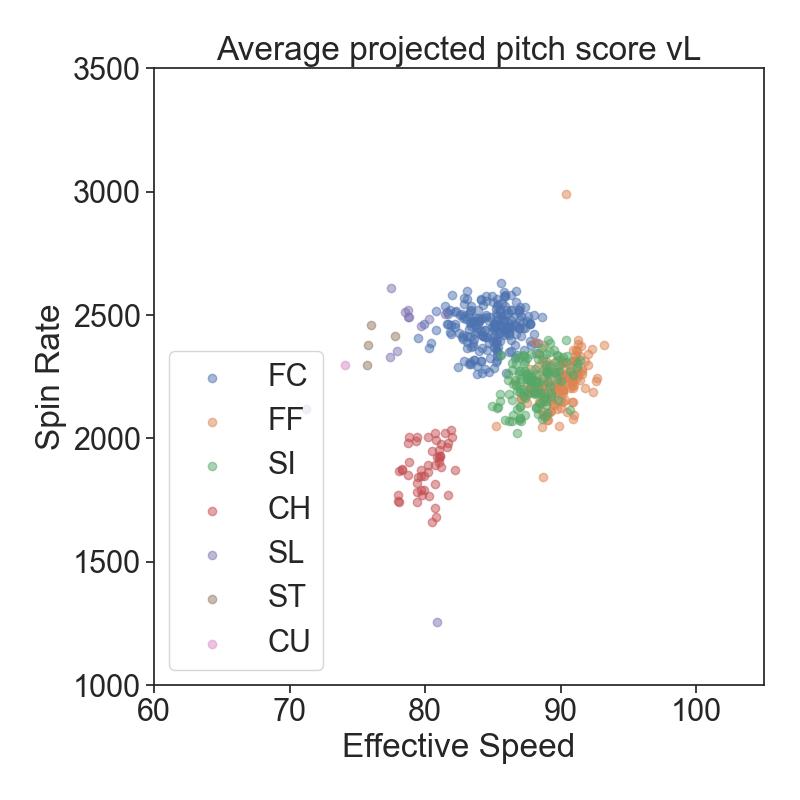 Average projected pitch score vL
3500
3000
2500
2000
1500
1000
Spin Rate
FC
FF
SI
CH
SL
ST
CU
60 70 80 90 100
Effective Speed